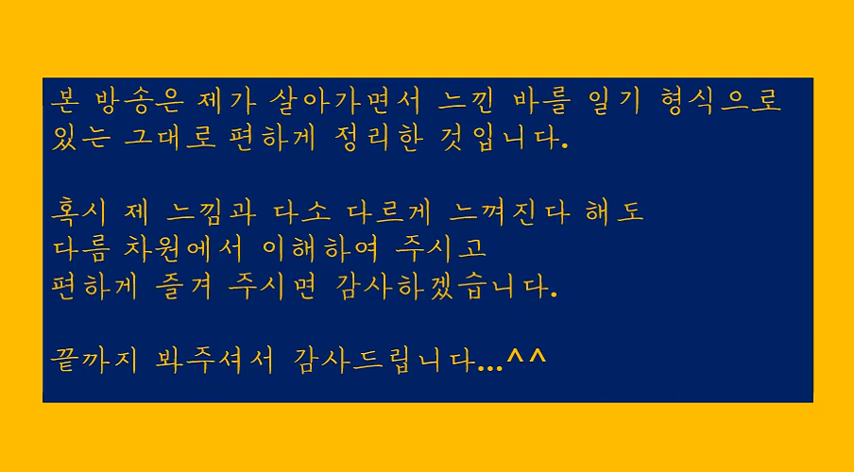 본 방송은 제가 살아가면서 느낀 바를 일기 형식으로
있는 그대로 편하게 정리한 것입니다.
혹시 제 느낌과 다소 다르게 느껴진다 해도
다름 차원에서 이해하여 주시고
편하게 즐겨 주시면 감사하겠습니다.
끝까지 봐주셔서 감사드립니다...^^